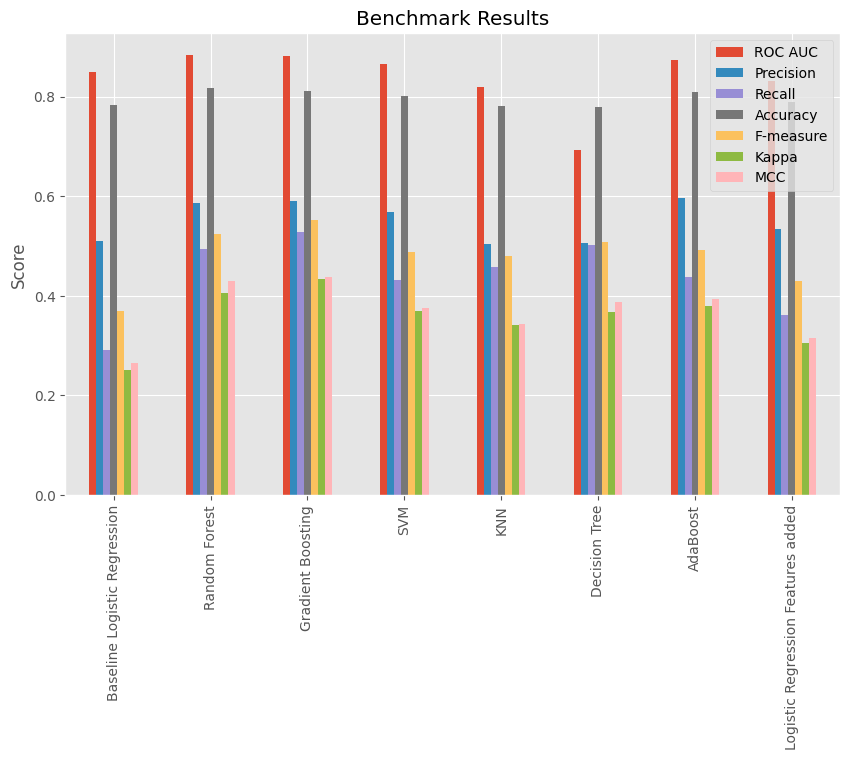 Benchmark Results
ROC AUC
Precision
Recall
Accuracy
F-measure
Kappa
MCC
Score
0.8
0.6
0.4
0.2
0.0
Baseline Logistic Regression
Random Forest
Gradient Boosting
SVM
KNN
Decision Tree
AdaBoost
Logistic Regression Features added